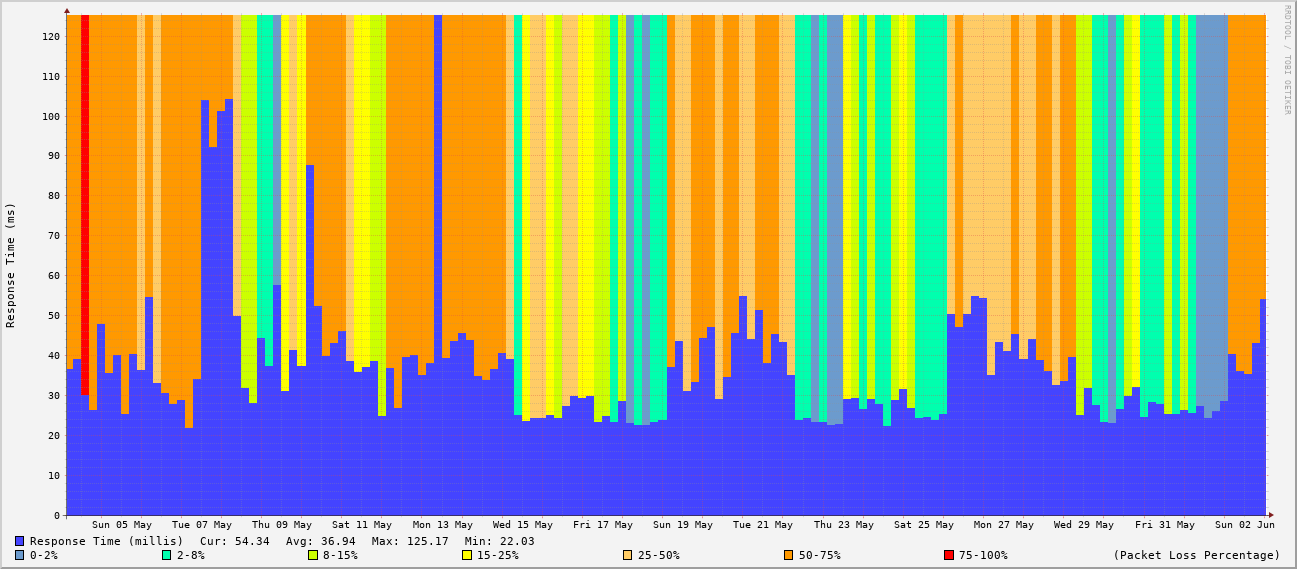 RRDTOOL / TOBI OETIKER
Response Time (ms)
120
110
100
90
80
70
60
50
40
30
20
10
0
Sun 05 May Tue 07 May Thu 09 May Sat 11 May Mon 13 May Wed 15 May Fri 17 May Sun 19 May Tue 21 May Thu 23 May Sat 25 May Mon 27 May Wed 29 May Fri 31 May Sun 02 Jun
Response Time (millis) Cur: 54.34 Avg: 36.94 Max: 125.17 Min: 22.03
0-2% 2-8% 8-15% 15-25% 25-50% 50-75% 75-100% (Packet Loss Percentage)